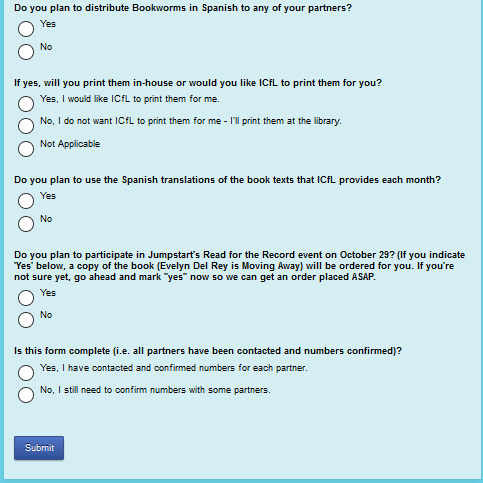 Do you plan to distribute Bookworms in Spanish to any of your partners?
Yes
No
If yes, will you print them in-house or would you like ICfL to print them for you?
Yes, I would like ICfL to print them for me.
No, I do not want ICfL to print them for me - I'll print them at the library.
Not Applicable
Do you plan to use the Spanish translations of the book texts that ICfL provides each month?
Yes
No
Do you plan to participate in Jumpstart's Read for the Record event on October 29? (If you indicate
'Yes' below, a copy of the book (Evelyn Del Rey is Moving Away) will be ordered for you. If you're
not sure yet, go ahead and mark "yes" now so we can get an order placed ASAP.
Yes
No
Is this form complete (i.e. all partners have been contacted and numbers confirmed)?
Yes, I have contacted and confirmed numbers for each partner.
No, I still need to confirm numbers with some partners.
Submit